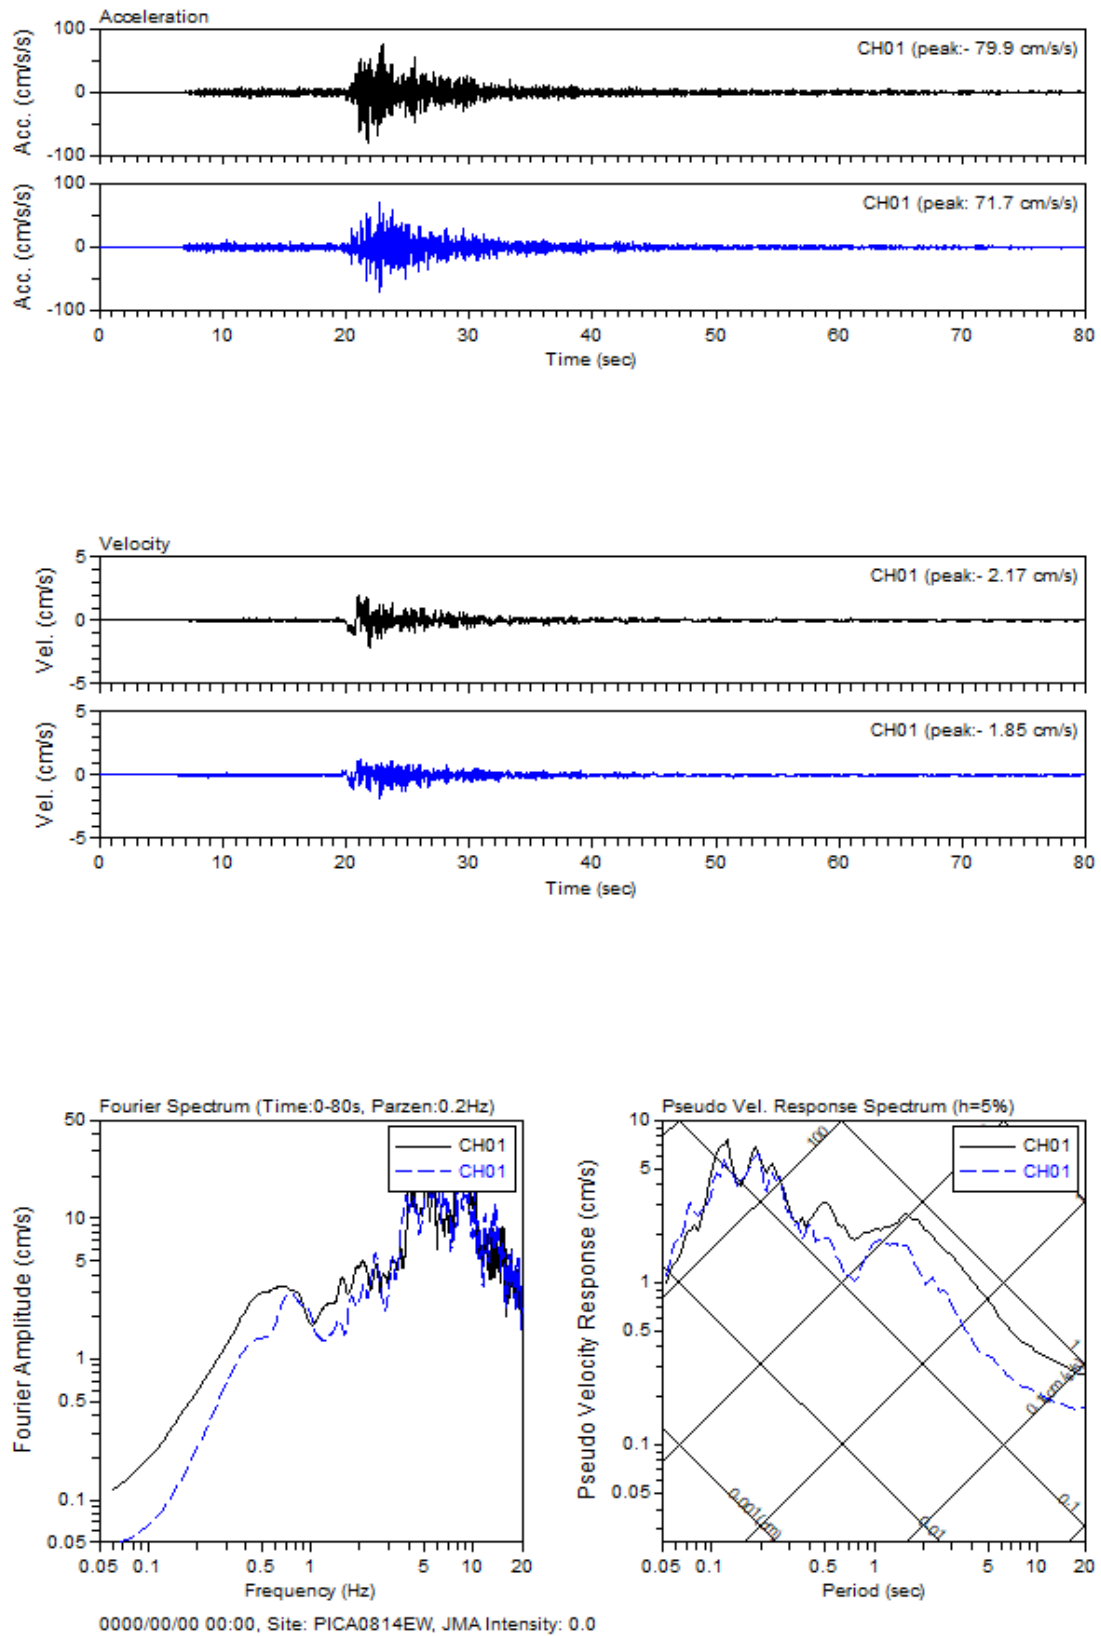 Acceleration
100
CH01 (peak:- 79.9 cm/s/s)
Acc. (cm/s/s)
0
-100
100
CH01 (peak: 71.7 cm/s/s)
Acc. (cm/s/s)
0
-100
0 10 20 30 40 50 60 70 80
Time (sec)
Velocity
5
CH01 (peak:- 2.17 cm/s)
Vel. (cm/s)
0
-5
5
CH01 (peak:- 1.85 cm/s)
Vel. (cm/s)
0
-5
0 10 20 30 40 50 60 70 80
Time (sec)
Fourier Spectrum (Time:0-80s, Parzen:0.2Hz)
50
CH01
CH01
10
5
1
0.5
0.1
0.05
Fourier Amplitude (cm/s)
0.05 0.1 0.5 1 5 10 20
Frequency (Hz)
Pseudo Vel. Response Spectrum (h=5%)
10
100
CH01
CH01
5
1
0.5
0.1
0.05
Pseudo Velocity Response (cm/s)
1
0.1
0.01
0.001(cm)
0.05 0.1 0.5 1 5 10 20
Period (sec)
0000/00/00 00:00, Site: PICA0814EW, JMA Intensity: 0.0